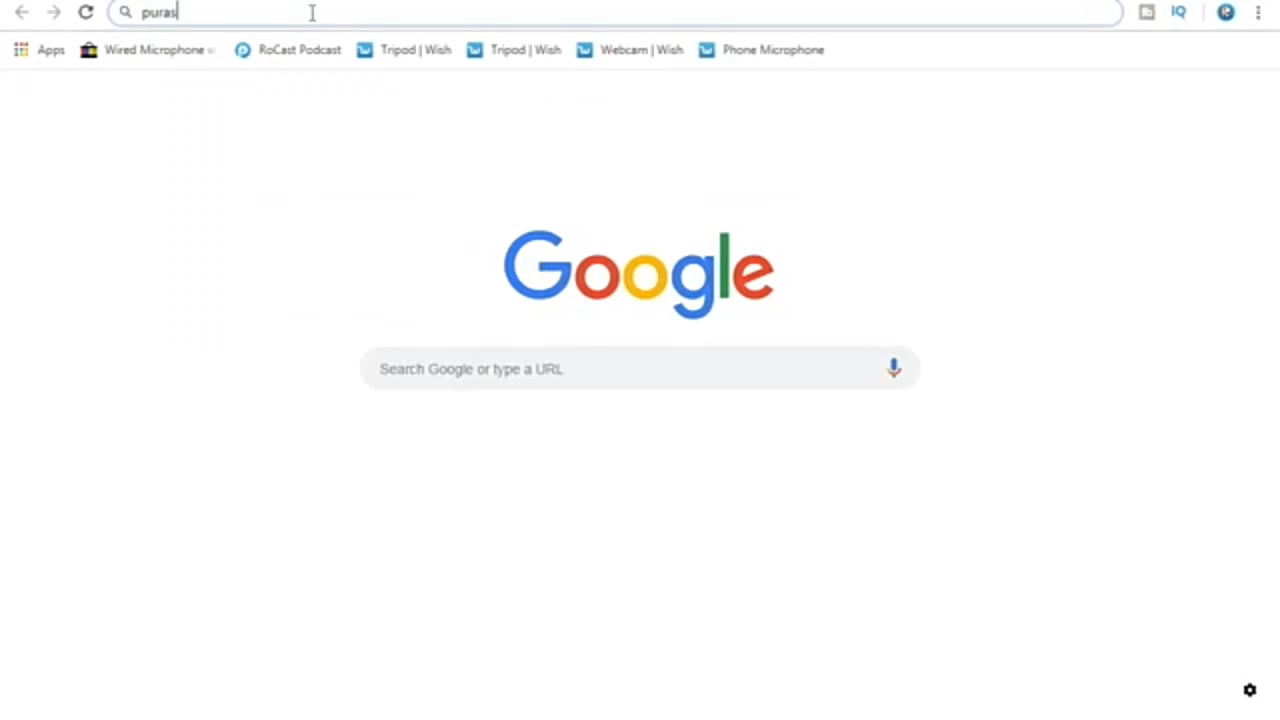 puras
Apps Wired Microphone RoCast Podcast Tripod | Wish Tripod | Wish Webcam | Wish Phone Microphone
IQ
Google
Search Google or type a URL